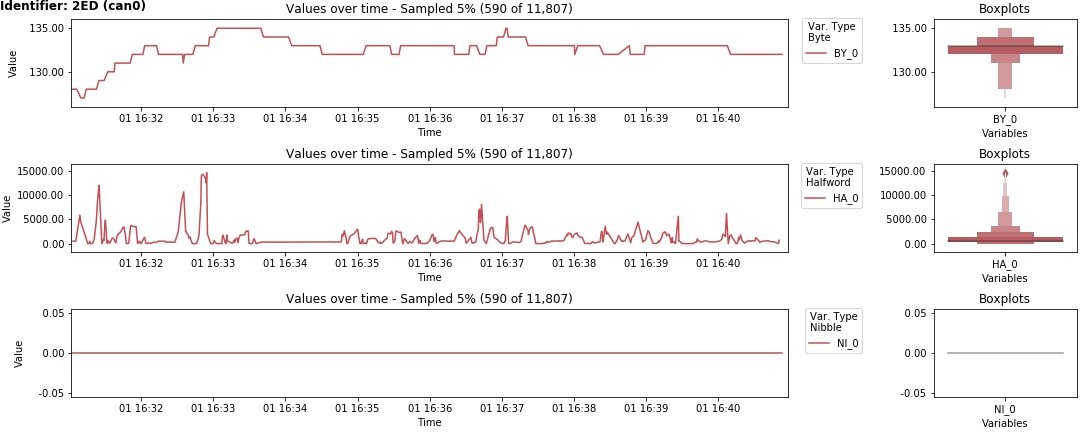 Identifier: 2ED (can0)
Values over time - Sampled 5% (590 of 11,807)
Value
135.00
130.00
01 16:32 01 16:33 01 16:34 01 16:35 01 16:36 01 16:37 01 16:38 01 16:39 01 16:40
Time
Var. Type
Byte
BY_0
Boxplots
135.00
130.00
BY_0
Variables
Values over time - Sampled 5% (590 of 11,807)
Value
15000.00
10000.00
5000.00
0.00
01 16:32 01 16:33 01 16:34 01 16:35 01 16:36 01 16:37 01 16:38 01 16:39 01 16:40
Time
Var. Type
Halfword
HA_0
Boxplots
15000.00
10000.00
5000.00
0.00
HA_0
Variables
Values over time - Sampled 5% (590 of 11,807)
Value
0.05
0.00
-0.05
01 16:32 01 16:33 01 16:34 01 16:35 01 16:36 01 16:37 01 16:38 01 16:39 01 16:40
Time
Var. Type
Nibble
NI_0
Boxplots
0.05
0.00
-0.05
NI_0
Variables